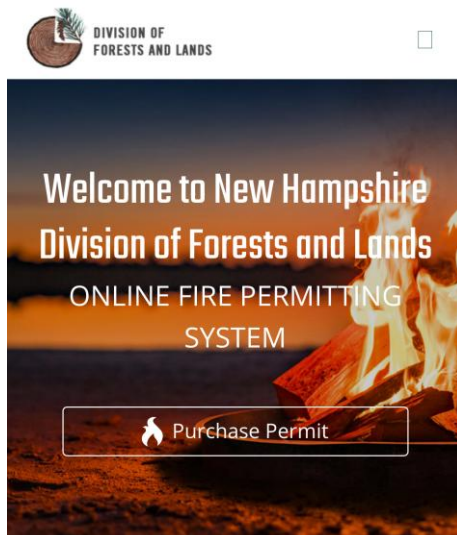 DIVISION OF
FORESTS AND LANDS
Welcome to New Hampshire
Division of Forests and Lands
ONLINE FIRE PERMITTING
SYSTEM
Purchase Permit